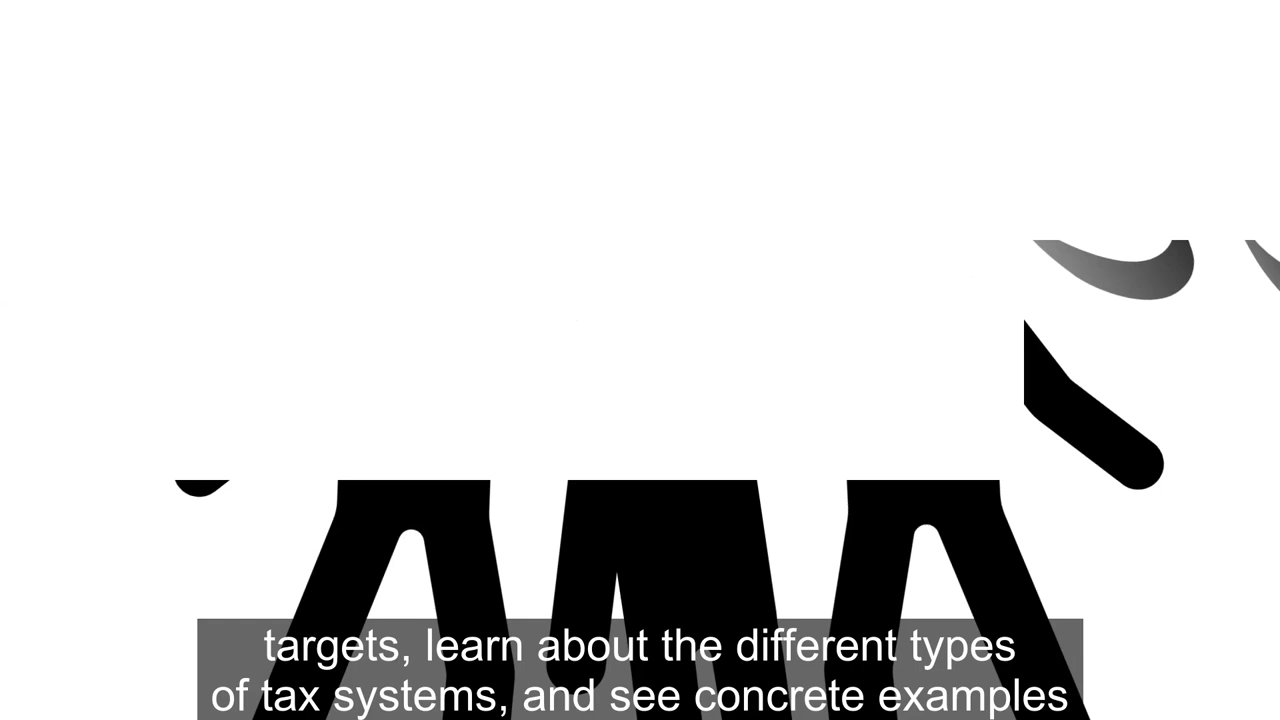 targets, learn about the different types
of tax systems, and see concrete examples